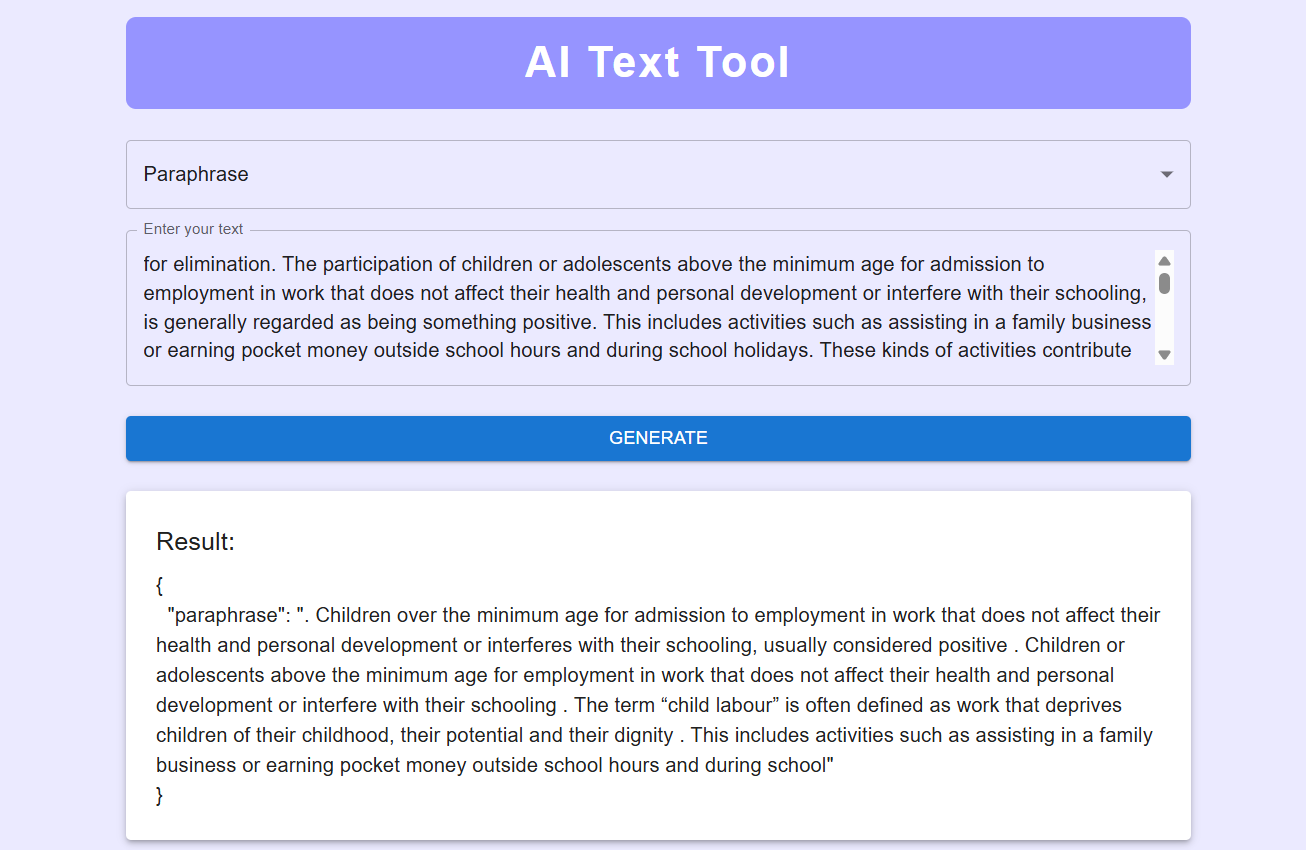 AI Text Tool
Paraphrase
Enter your text
for elimination. The participation of children or adolescents above the minimum age for admission to
employment in work that does not affect their health and personal development or interfere with their schooling,
is generally regarded as being something positive. This includes activities such as assisting in a family business
or earning pocket money outside school hours and during school holidays. These kinds of activities contribute
GENERATE
Result:
{
"paraphrase": ". Children over the minimum age for admission to employment in work that does not affect their
health and personal development or interferes with their schooling, usually considered positive . Children or
adolescents above the minimum age for employment in work that does not affect their health and personal
development or interfere with their schooling . The term “child labour” is often defined as work that deprives
children of their childhood, their potential and their dignity . This includes activities such as assisting in a family
business or earning pocket money outside school hours and during school"
}